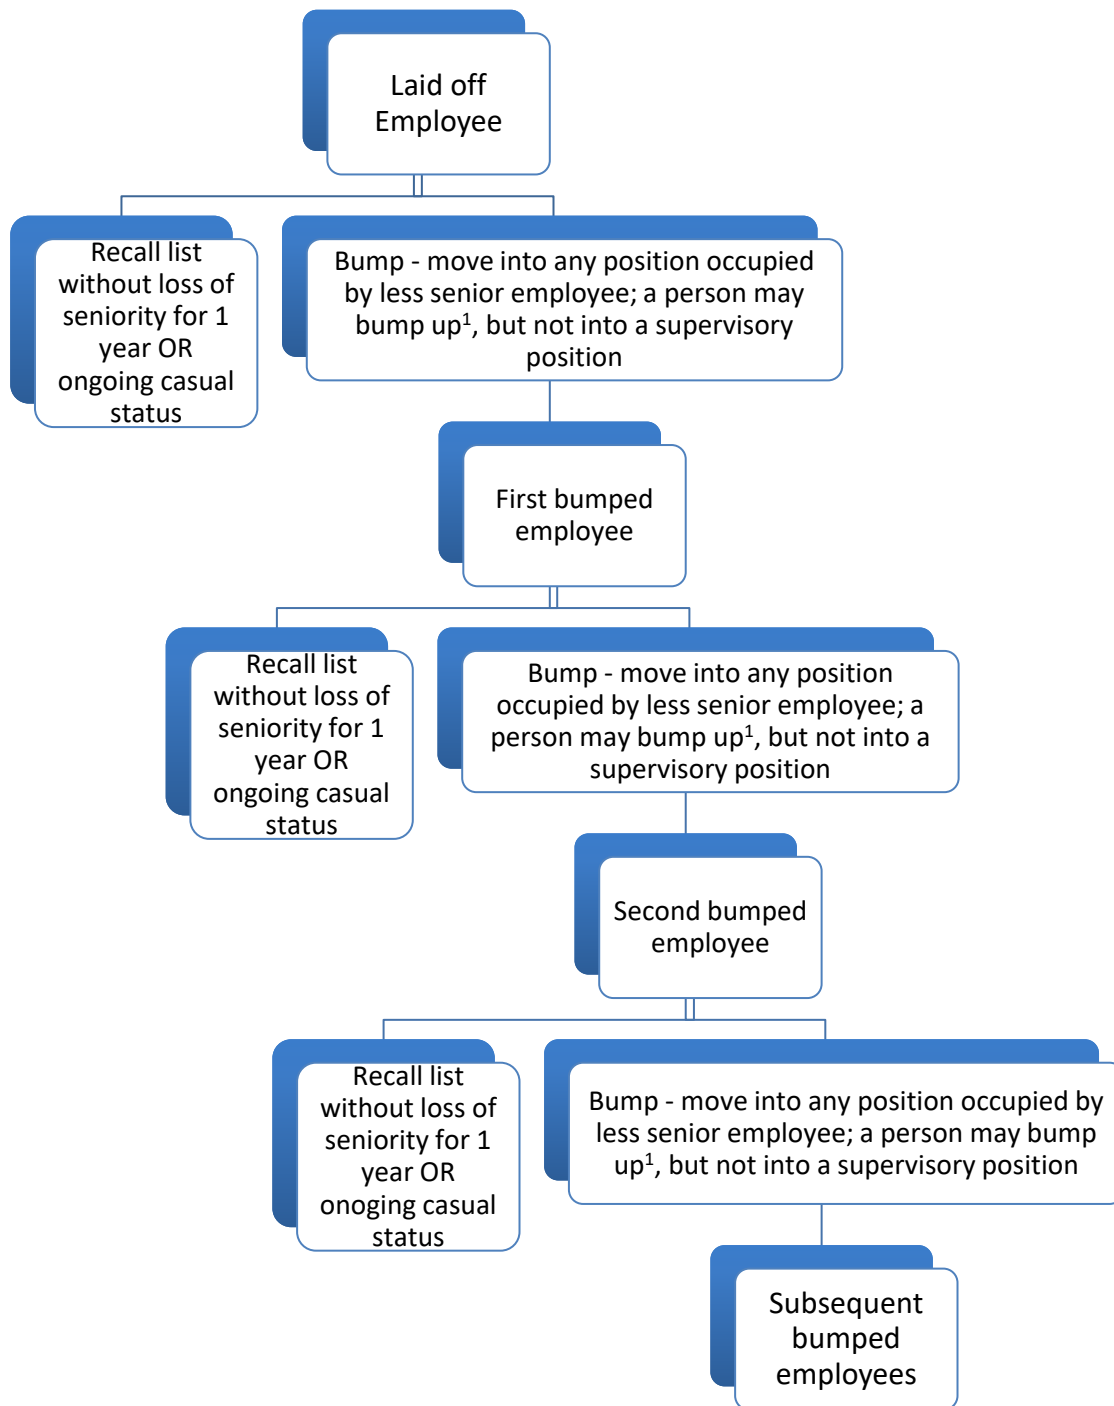 Laid off
Employee
Recall list
without loss of
seniority for 1
year OR
ongoing casual
status
Bump - move into any position occupied
by less senior employee; a person may
bump up¹, but not into a supervisory
position
First bumped
employee
Recall list
without loss of
seniority for 1
year OR
ongoing casual
status
Bump - move into any position
occupied by less senior employee; a
person may bump up¹, but not into a
supervisory position
Second bumped
employee
Recall list
without loss of
seniority for 1
year OR
onoging casual
status
Bump - move into any position occupied by
less senior employee; a person may bump
up¹, but not into a supervisory position
Subsequent
bumped
employees